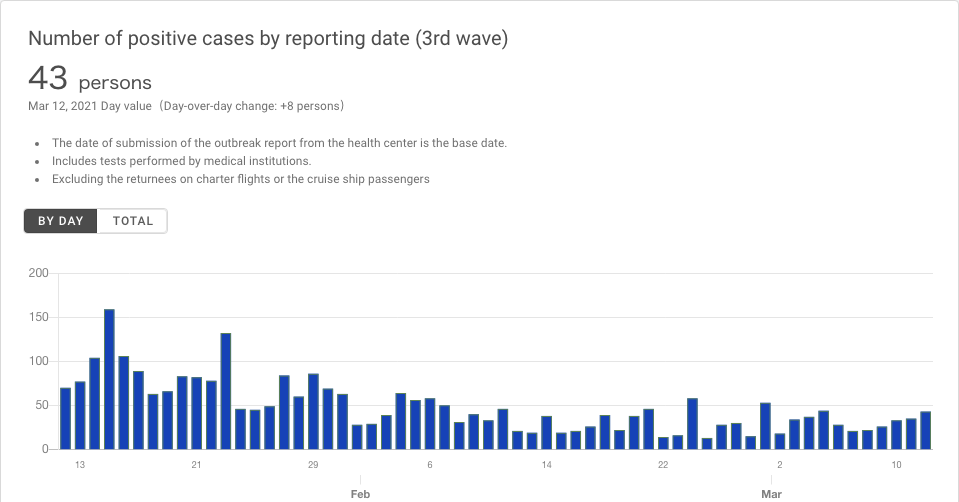 Number of positive cases by reporting date (3rd wave)
43 persons
Mar 12, 2021 Day value（Day-over-day change: +8 persons）
The date of submission of the outbreak report from the health center is the base date.
Includes tests performed by medical institutions.
Excluding the returnees on charter flights or the cruise ship passengers
BY DAY TOTAL
200
150
100
50
0
13 21 29 6 14 22 2 10
Feb Mar